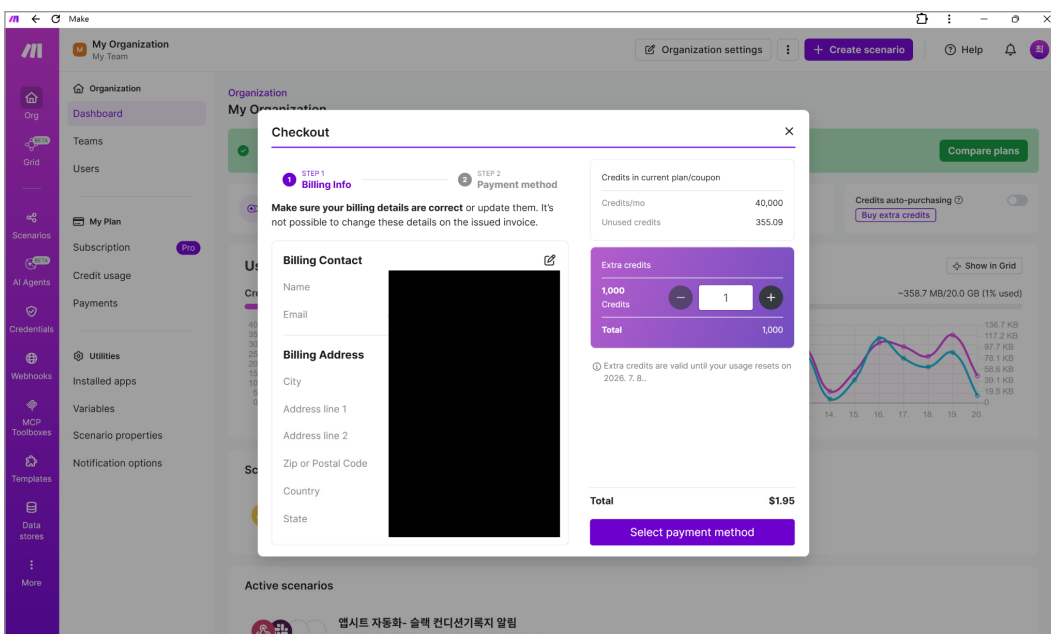 Make
M
My Organization
My Team
Organization settings
+ Create scenario
Help
희
Org
BETA
Grid
Scenarios
BETA
AI Agents
Credentials
Webhooks
MCP
Toolboxes
Templates
Data
stores
More
Organization
Dashboard
Teams
Users
My Plan
Subscription
Pro
Credit usage
Payments
Utilities
Installed apps
Variables
Scenario properties
Notification options
Organization
My Organization
Compare plans
Credits auto-purchasing
Buy extra credits
Show in Grid
~358.7 MB/20.0 GB (1% used)
136.7 KB
117.2 KB
97.7 KB
78.1 KB
58.6 KB
39.1 KB
19.5 KB
0
14. 15. 16. 17. 18. 19. 20.
Checkout
1
STEP 1
Billing Info
2
STEP 2
Payment method
Make sure your billing details are correct or update them. It's
not possible to change these details on the issued invoice.
Billing Contact
Name
Email
Billing Address
City
Address line 1
Address line 2
Zip or Postal Code
Country
State
Credits in current plan/coupon
Credits/mo 40,000
Unused credits 355.09
Extra credits
1,000
Credits
1
Total 1,000
Extra credits are valid until your usage resets on
2026. 7. 8..
Total $1.95
Select payment method
Active scenarios
앱시트 자동화- 슬랙 컨디션기록지 알림